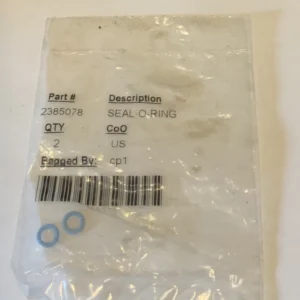 Part # Description
2385078 SEAL-O-RING
QTY CoO
2 US
Bagged By: cp1